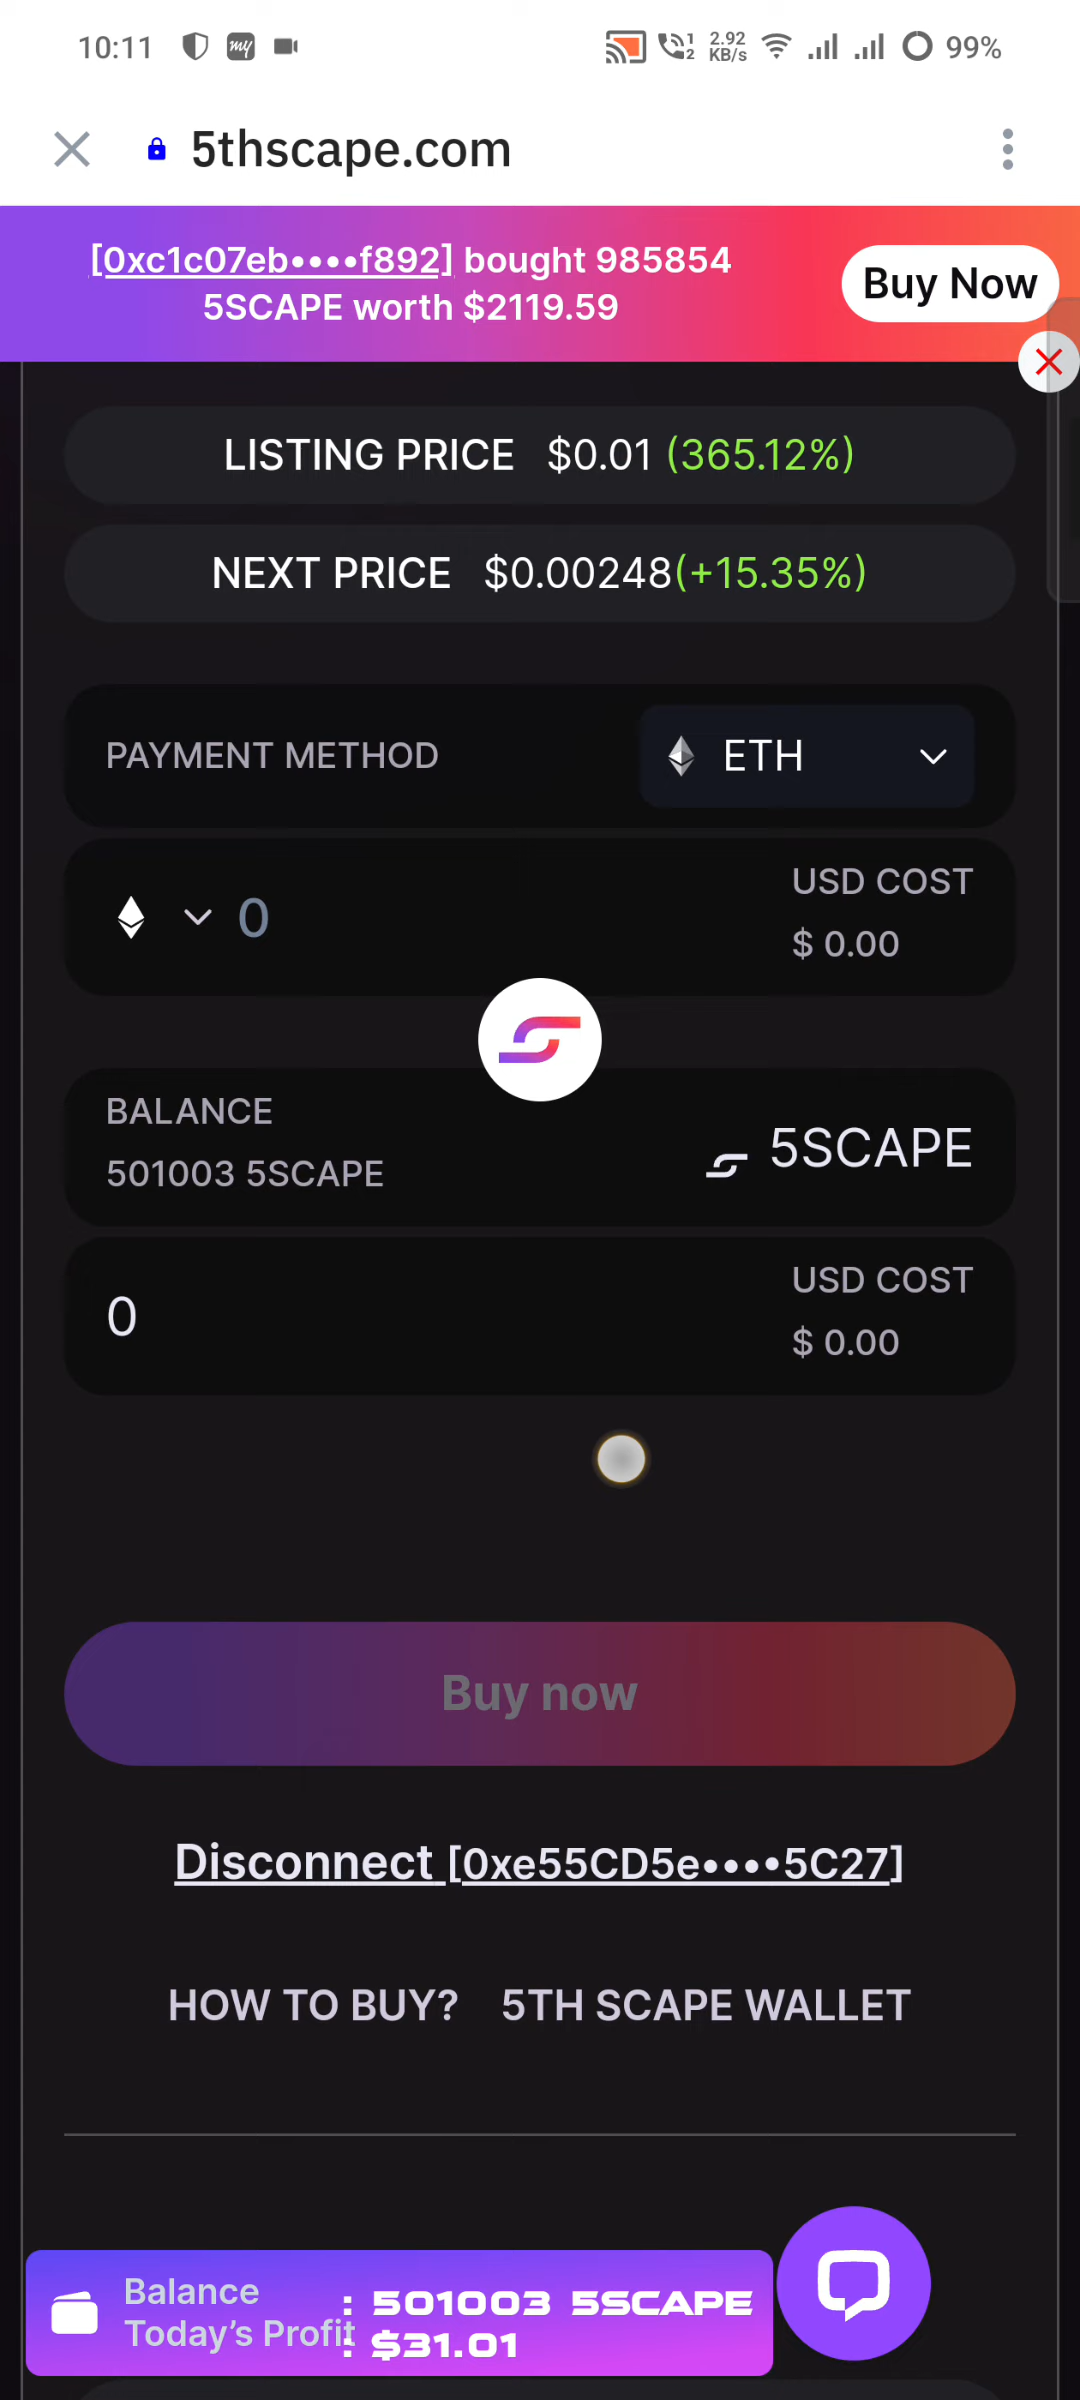 10:11 my 1 2 2.92 KB/s 99%
5thscape.com
[0xc1c07eb••••f892] bought 985854
5SCAPE worth $2119.59
Buy Now
LISTING PRICE $0.01 (365.12%)
NEXT PRICE $0.00248(+15.35%)
PAYMENT METHOD ETH
0
USD COST
$ 0.00
BALANCE
501003 5SCAPE
5SCAPE
0
USD COST
$ 0.00
Buy now
Disconnect [0xe55CD5e••••5C27]
HOW TO BUY? 5TH SCAPE WALLET
Balance : 501003 5SCAPE
Today's Profit : $31.01